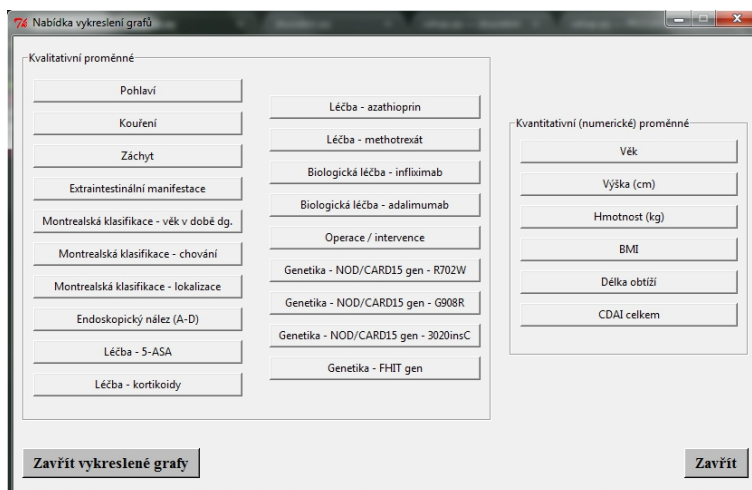 Nabídka vykreslení grafů
Kvalitativní proměnné
Pohlaví
Kouření
Záchyt
Extraintestinální manifestace
Montrealská klasifikace - věk v době dg.
Montrealská klasifikace - chování
Montrealská klasifikace - lokalizace
Endoskopický nález (A-D)
Léčba - 5-ASA
Léčba - kortikoidy
Léčba - azathioprin
Léčba - methotrexát
Biologická léčba - infliximab
Biologická léčba - adalimumab
Operace / intervence
Genetika - NOD/CARD15 gen - R702W
Genetika - NOD/CARD15 gen - G908R
Genetika - NOD/CARD15 gen - 3020insC
Genetika - FHIT gen
Kvantitativní (numerické) proměnné
Věk
Výška (cm)
Hmotnost (kg)
BMI
Délka obtíží
CDAI celkem
Zavřít vykreslené grafy
Zavřít